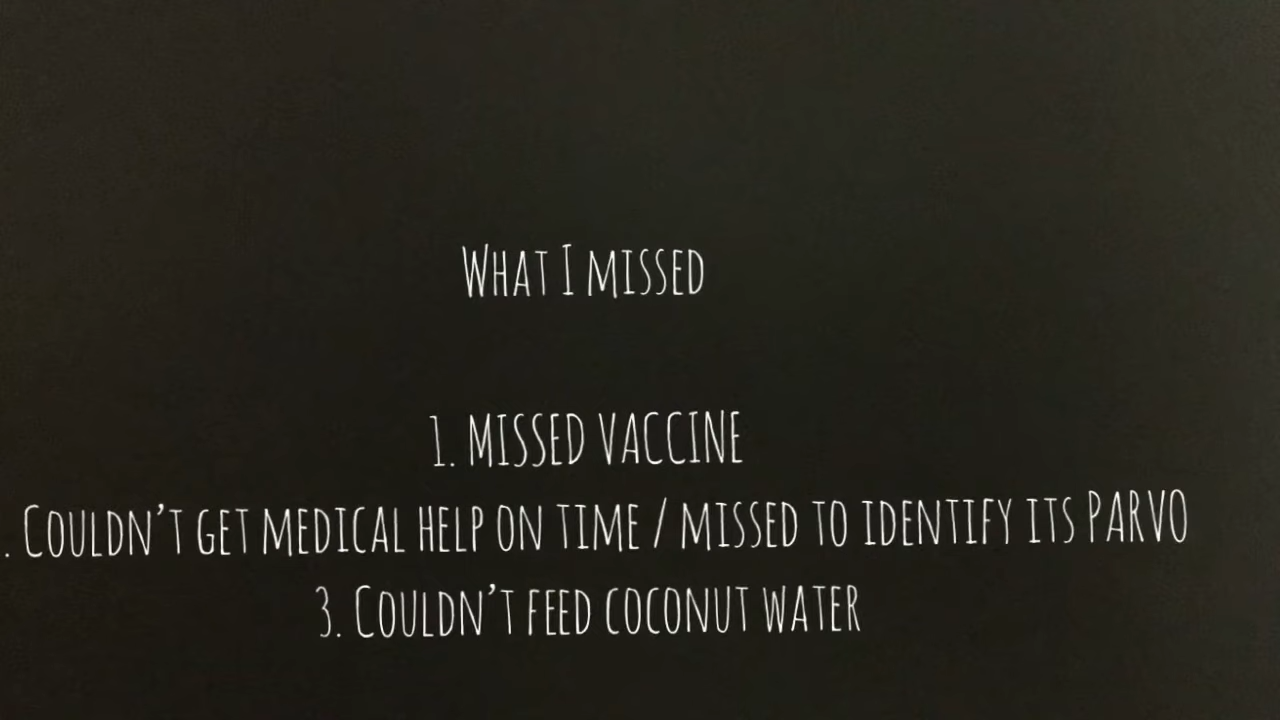 What I missed
1. MISSED VACCINE
. Couldn’t get medical help on time / missed to identify its PARVO
3. Couldn’t feed coconut water